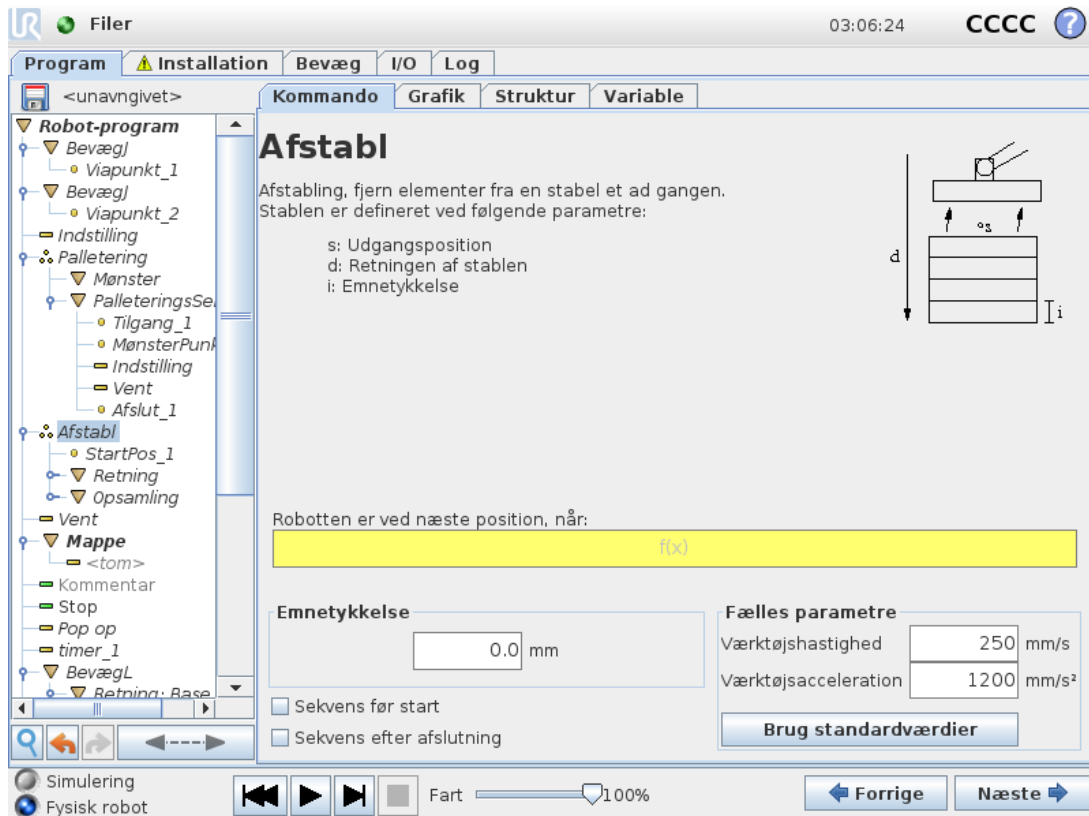 UR Filer 03:06:24 CCCC ?
Program Installation Bevæg I/O Log
<unavngivet>
Kommando Grafik Struktur Variable
Robot-program
BevægJ
Viapunkt_1
BevægJ
Viapunkt_2
Indstilling
Palletering
Mønster
PalleteringsSe
Tilgang_1
MønsterPunk
Indstilling
Vent
Afslut_1
Afstabl
StartPos_1
Retning
Opsamling
Vent
Mappe
<tom>
Kommentar
Stop
Pop op
timer_1
BevægL
Retning: Base
Afstabl
Afstabling, fjern elementer fra en stabel et ad gangen.
Stablen er defineret ved følgende parametre:
s: Udgangsposition
d: Retningen af stablen
i: Emnetykkelse
s
d
i
Robotten er ved næste position, når:
f(x)
Emnetykkelse
0.0 mm
Sekvens før start
Sekvens efter afslutning
Fælles parametre
Værktøjshastighed 250 mm/s
Værktøjsacceleration 1200 mm/s²
Brug standardværdier
Simulering
Fysisk robot
Fart 100%
Forrige Næste